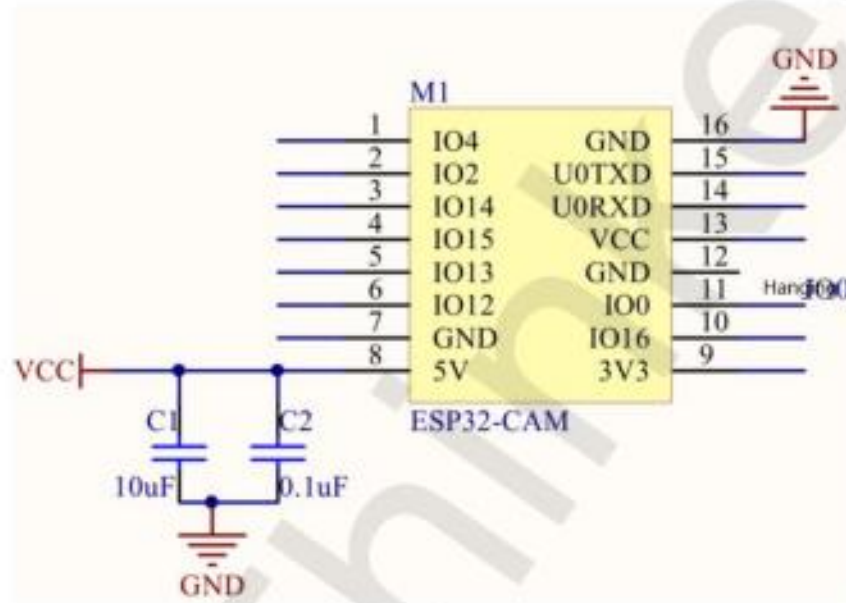 GND
M1
1 IO4 GND 16
2 IO2 U0TXD 15
3 IO14 U0RXD 14
4 IO15 VCC 13
5 IO13 GND 12
6 IO12 IO0 11 Hanging IO0
7 GND IO16 10
VCC 8 5V 3V3 9
C1 C2 ESP32-CAM
10uF 0.1uF
GND